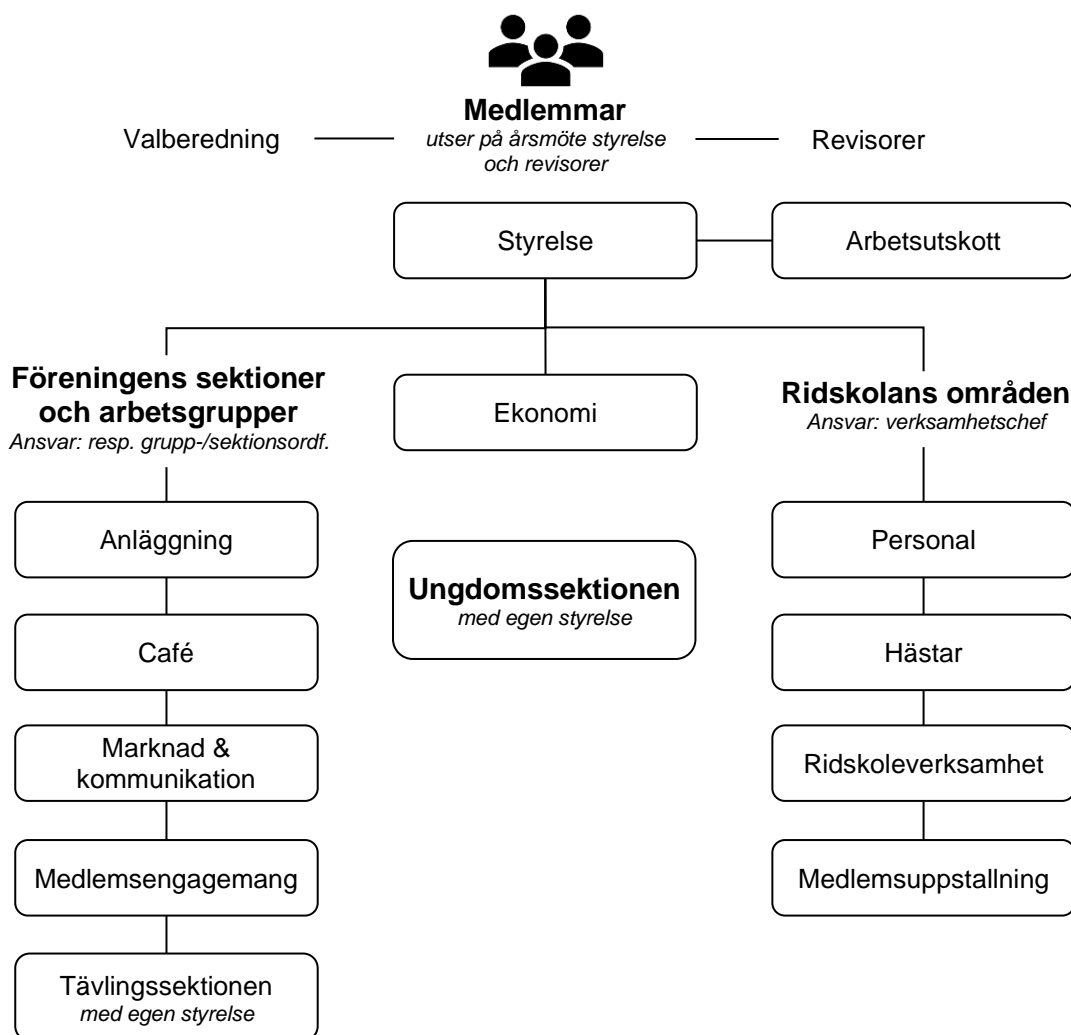 Medlemmar
utser på årsmöte styrelse
och revisorer
Valberedning
Revisorer
Styrelse
Arbetsutskott
Föreningens sektioner
och arbetsgrupper
Ansvar: resp. grupp-/sektionsordf.
Ekonomi
Ridskolans områden
Ansvar: verksamhetschef
Anläggning
Café
Marknad &
kommunikation
Medlemsengagemang
Tävlingssektionen
med egen styrelse
Ungdomssektionen
med egen styrelse
Personal
Hästar
Ridskoleverksamhet
Medlemsuppstallning